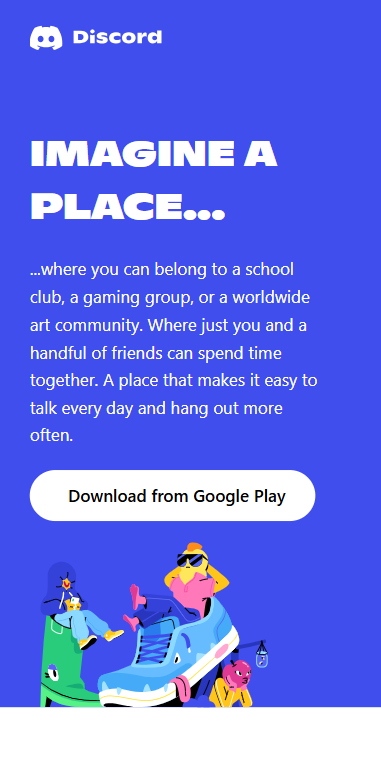 Discord
IMAGINE A
PLACE...
...where you can belong to a school
club, a gaming group, or a worldwide
art community. Where just you and a
handful of friends can spend time
together. A place that makes it easy to
talk every day and hang out more
often.
Download from Google Play